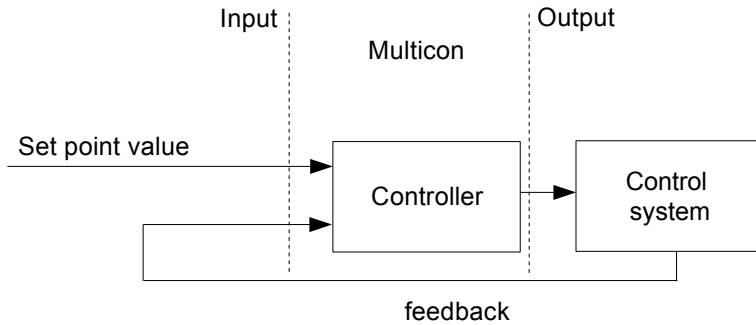 Input
Output
Multicon
Set point value
Controller
Control
system
feedback